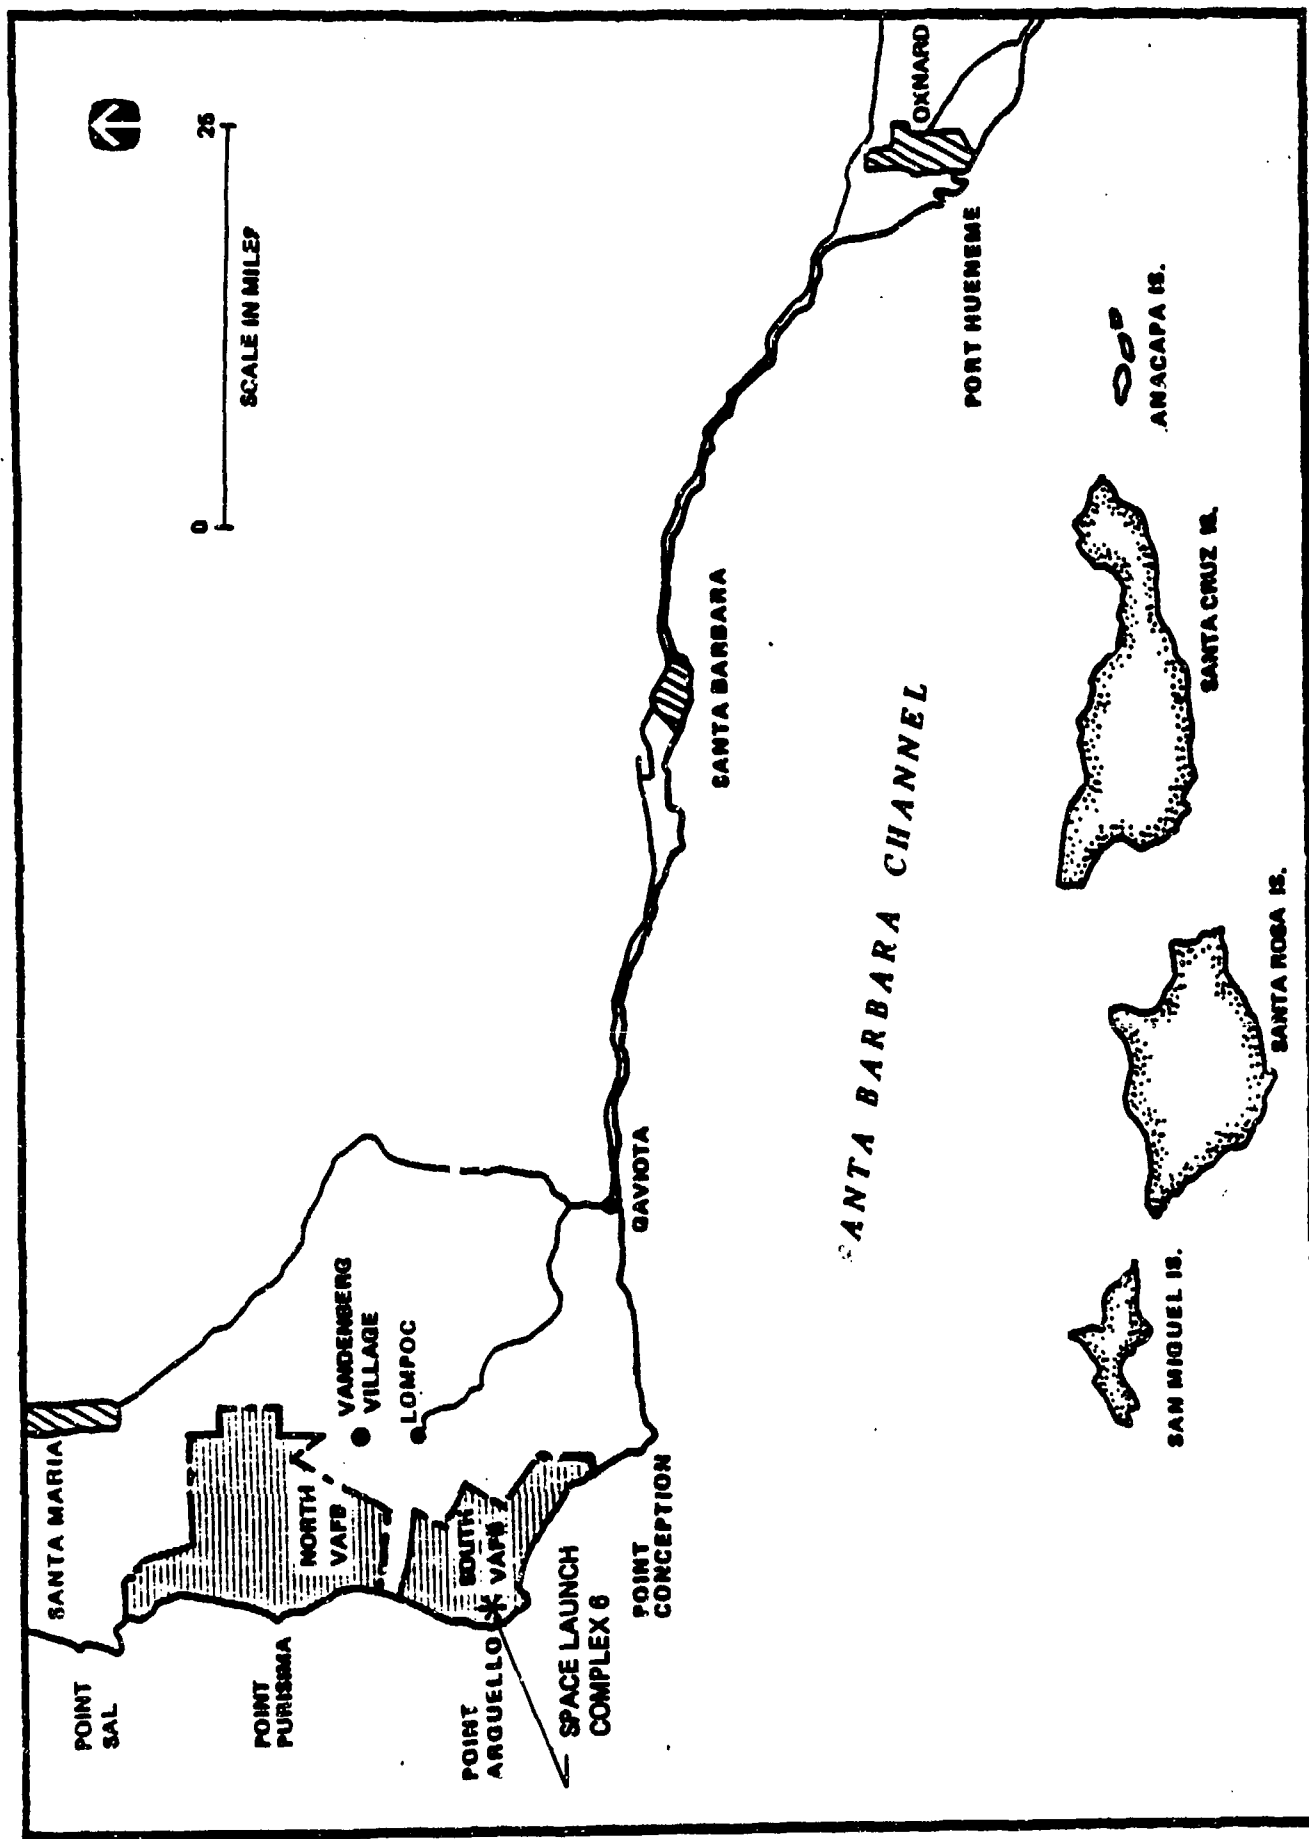 POINT
SAL
SANTA MARIA
POINT
PURISIMA
NORTH
VAFB
VANDENBERG
VILLAGE
LOMPOC
POINT
ARGUELLO
SOUTH
VAFB
SPACE LAUNCH
COMPLEX 6
POINT
CONCEPTION
GAVIOTA
0
25
SCALE IN MILES
SANTA BARBARA
OXNARD
PORT HUENEME
SANTA BARBARA CHANNEL
SAN MIGUEL IS.
SANTA ROSA IS.
SANTA CRUZ IS.
ANACAPA IS.